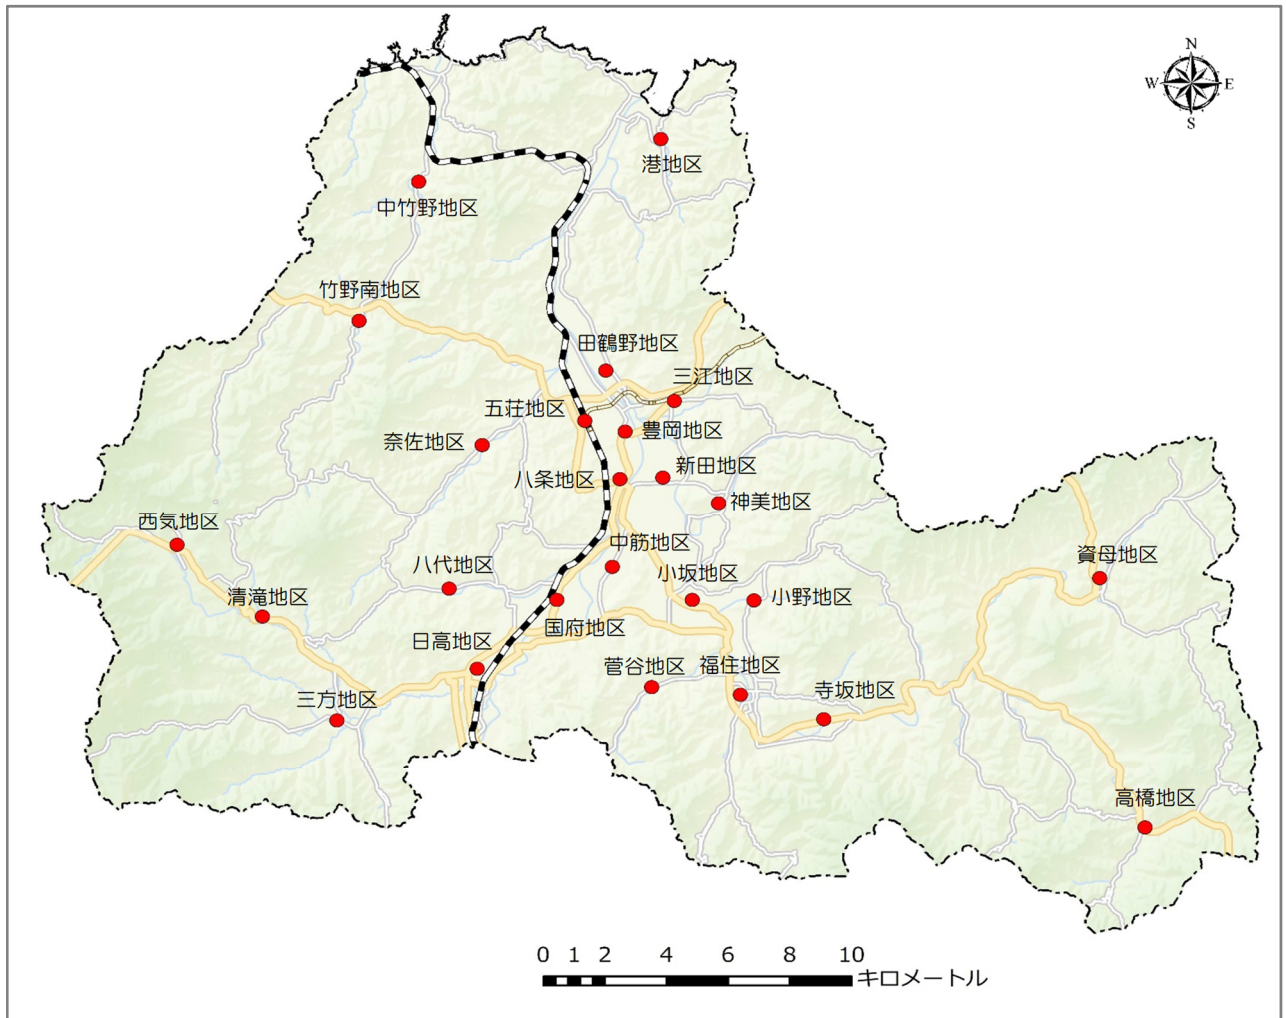 N
W
E
S
港地区
中竹野地区
竹野南地区
田鶴野地区
三江地区
五荘地区
豊岡地区
奈佐地区
新田地区
八条地区
神美地区
西気地区
中筋地区
資母地区
八代地区
小坂地区
清滝地区
小野地区
国府地区
日高地区
菅谷地区
福住地区
寺坂地区
三方地区
高橋地区
0 1 2 4 6 8 10
キロメートル